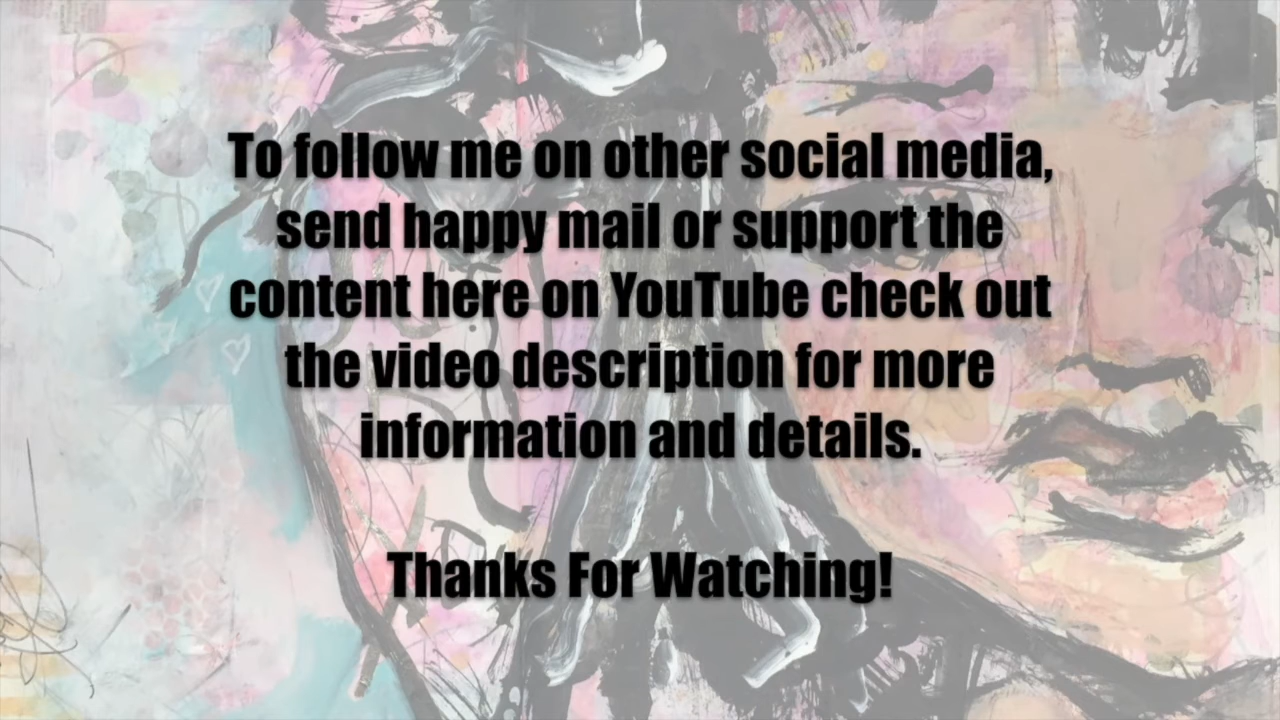 To follow me on other social media,
send happy mail or support the
content here on YouTube check out
the video description for more
information and details.
Thanks For Watching!